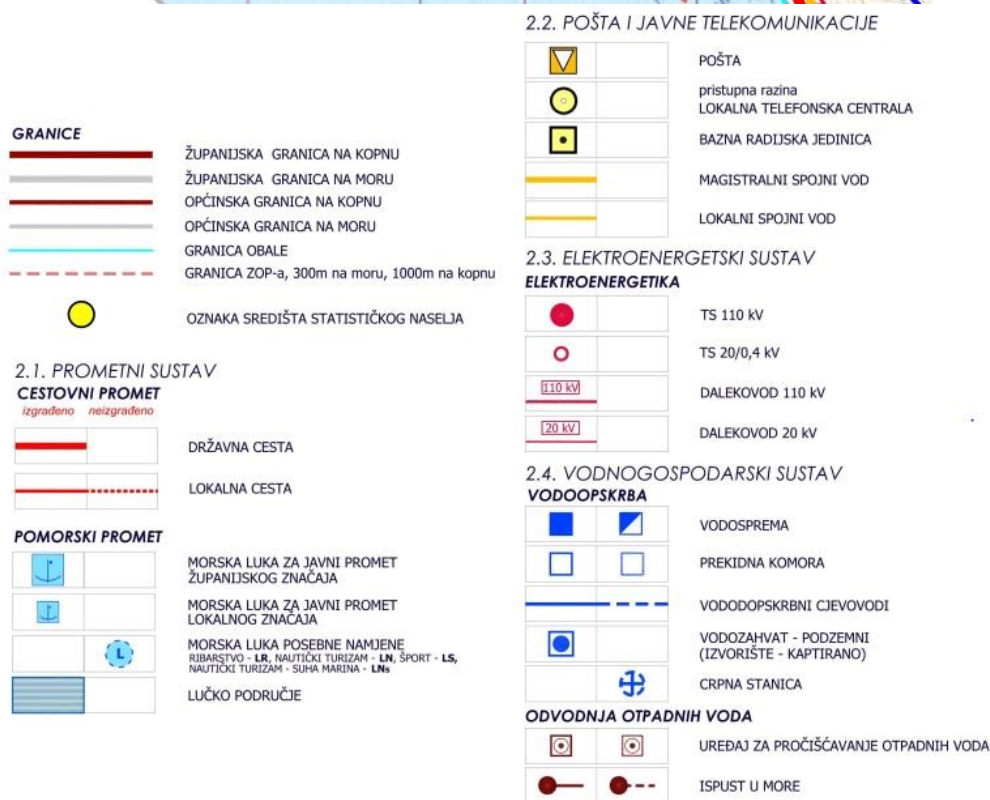 GRANICE
ŽUPANIJSKA GRANICA NA KOPNU
ŽUPANIJSKA GRANICA NA MORU
OPĆINSKA GRANICA NA KOPNU
OPĆINSKA GRANICA NA MORU
GRANICA OBALE
GRANICA ZOP-a, 300m na moru, 1000m na kopnu
OZNAKA SREDIŠTA STATISTIČKOG NASELJA
2.1. PROMETNI SUSTAV
CESTOVNI PROMET
izgrađeno neizgrađeno
DRŽAVNA CESTA
LOKALNA CESTA
POMORSKI PROMET
MORSKA LUKA ZA JAVNI PROMET
ŽUPANIJSKOG ZNAČAJA
MORSKA LUKA ZA JAVNI PROMET
LOKALNOG ZNAČAJA
L
MORSKA LUKA POSEBNE NAMJENE
RIBARSTVO - LR, NAUTIČKI TURIZAM - LN, ŠPORT - LS,
NAUTIČKI TURIZAM - SUHA MARINA - LNs
LUČKO PODRUČJE
2.2. POŠTA I JAVNE TELEKOMUNIKACIJE
POŠTA
pristupna razina
LOKALNA TELEFONSKA CENTRALA
BAZNA RADIJSKA JEDINICA
MAGISTRALNI SPOJNI VOD
LOKALNI SPOJNI VOD
2.3. ELEKTROENERGETSKI SUSTAV
ELEKTROENERGETIKA
TS 110 kV
TS 20/0,4 kV
110 kV DALEKOVOD 110 kV
20 kV DALEKOVOD 20 kV
2.4. VODNOGOSPODARSKI SUSTAV
VODOOPSKRBA
VODOSPREMA
PREKIDNA KOMORA
VODODOPSKRBNI CJEVOVODI
VODOZAHVAT - PODZEMNI
(IZVORIŠTE - KAPTIRANO)
CRPNA STANICA
ODVODNJA OTPADNIH VODA
UREĐAJ ZA PROČIŠĆAVANJE OTPADNIH VODA
ISPUST U MORE